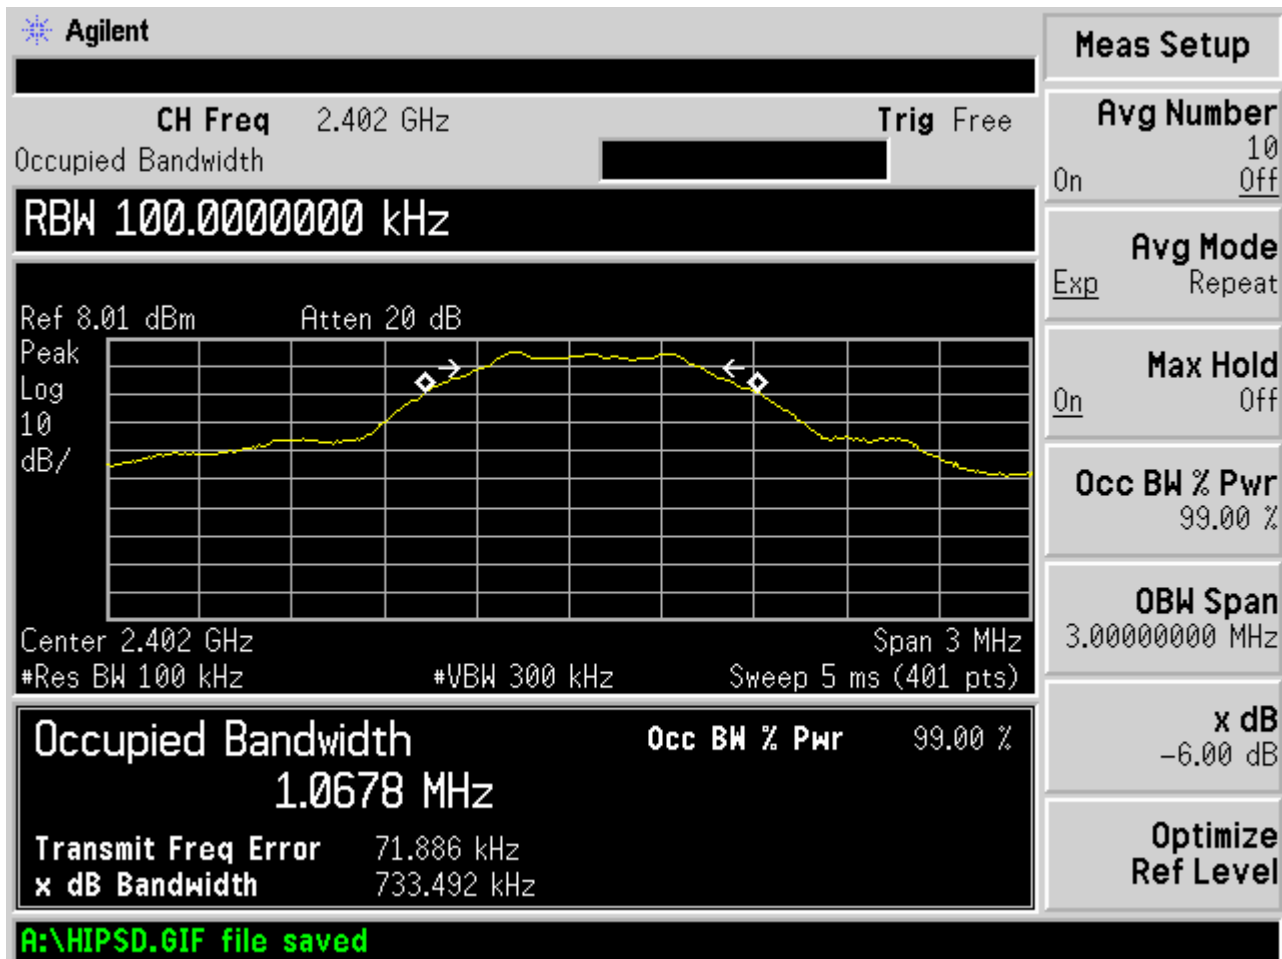 Agilent
CH Freq 2.402 GHz Trig Free
Occupied Bandwidth
RBW 100.0000000 kHz
Ref 8.01 dBm Atten 20 dB
Peak
Log
10
dB/
Center 2.402 GHz Span 3 MHz
#Res BW 100 kHz #VBW 300 kHz Sweep 5 ms (401 pts)
Occupied Bandwidth Occ BW % Pwr 99.00 %
1.0678 MHz
Transmit Freq Error 71.886 kHz
x dB Bandwidth 733.492 kHz
A:\HIPSD.GIF file saved
Meas Setup
Avg Number
10
On Off
Avg Mode
Exp Repeat
Max Hold
On Off
Occ BW % Pwr
99.00 %
OBW Span
3.00000000 MHz
x dB
-6.00 dB
Optimize
Ref Level